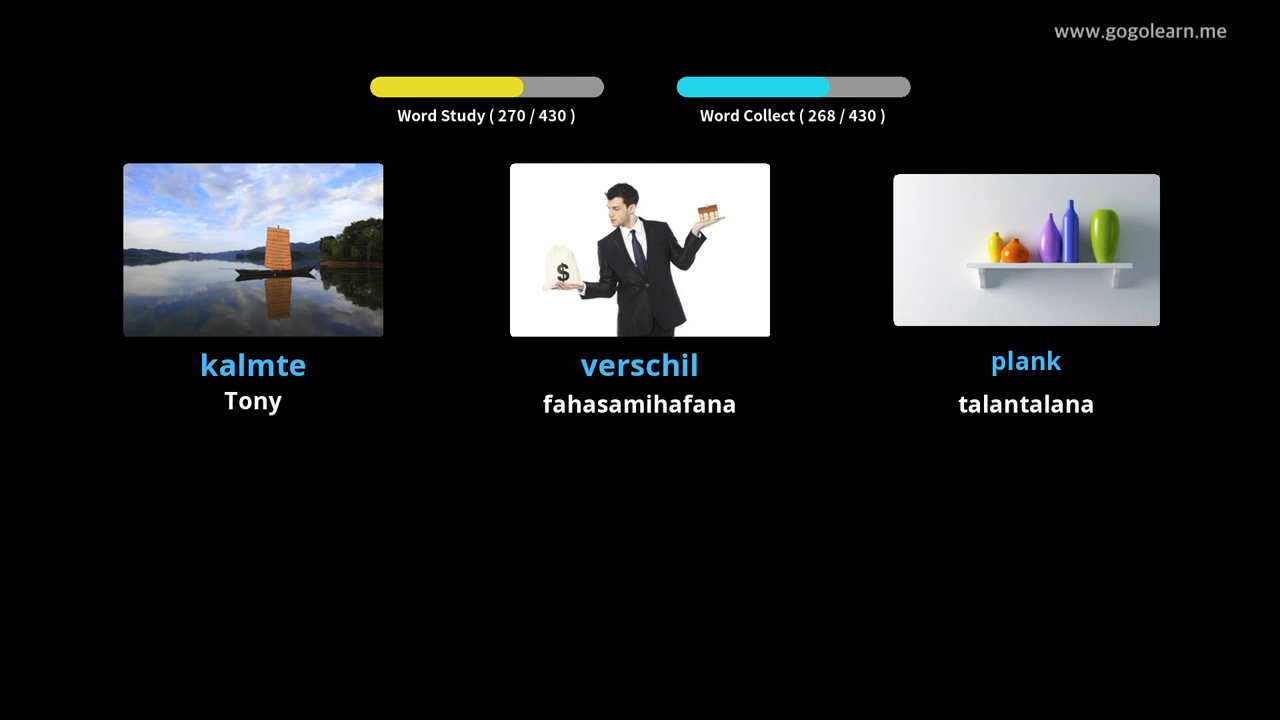 www.gogolearn.me
Word Study ( 270 / 430 )
Word Collect ( 268 / 430 )
$
kalmte
Tony
verschil
fahasamihafana
plank
talantalana